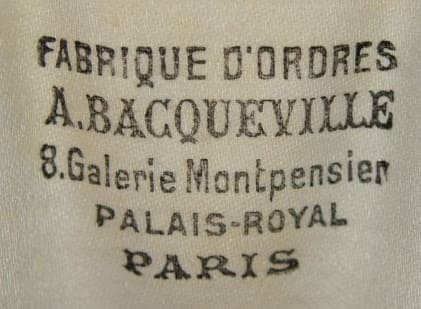 FABRIQUE D'ORDRES
A.BACQUEVILLE
8.Galerie Montpensier
PALAIS-ROYAL
PARIS